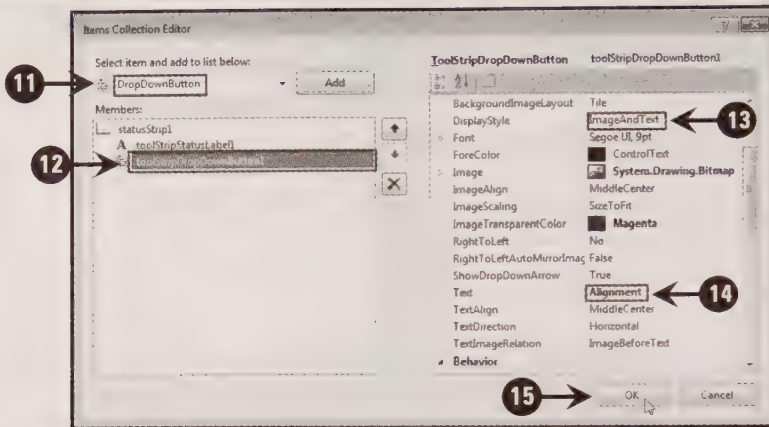 Items Collection Editor
Select item and add to list below:
11 DropDownButton Add
Members:
statusStrip1
A toolStripStatusLabel1
12 toolStripDropDownButton1
ToolStripDropDownButton toolStripDropDownButton1
BackgroundImageLayout Tile
DisplayStyle ImageAndText 13
Font Segoe UI, 9pt
ForeColor ControlText
Image System.Drawing.Bitmap
ImageAlign MiddleCenter
ImageScaling SizeToFit
ImageTransparentColor Magenta
RightToLeft No
RightToLeftAutoMirrorImag False
ShowDropDownArrow True
Text Alignment 14
TextAlign MiddleCenter
TextDirection Horizontal
TextImageRelation ImageBeforeText
Behavior
15 OK Cancel